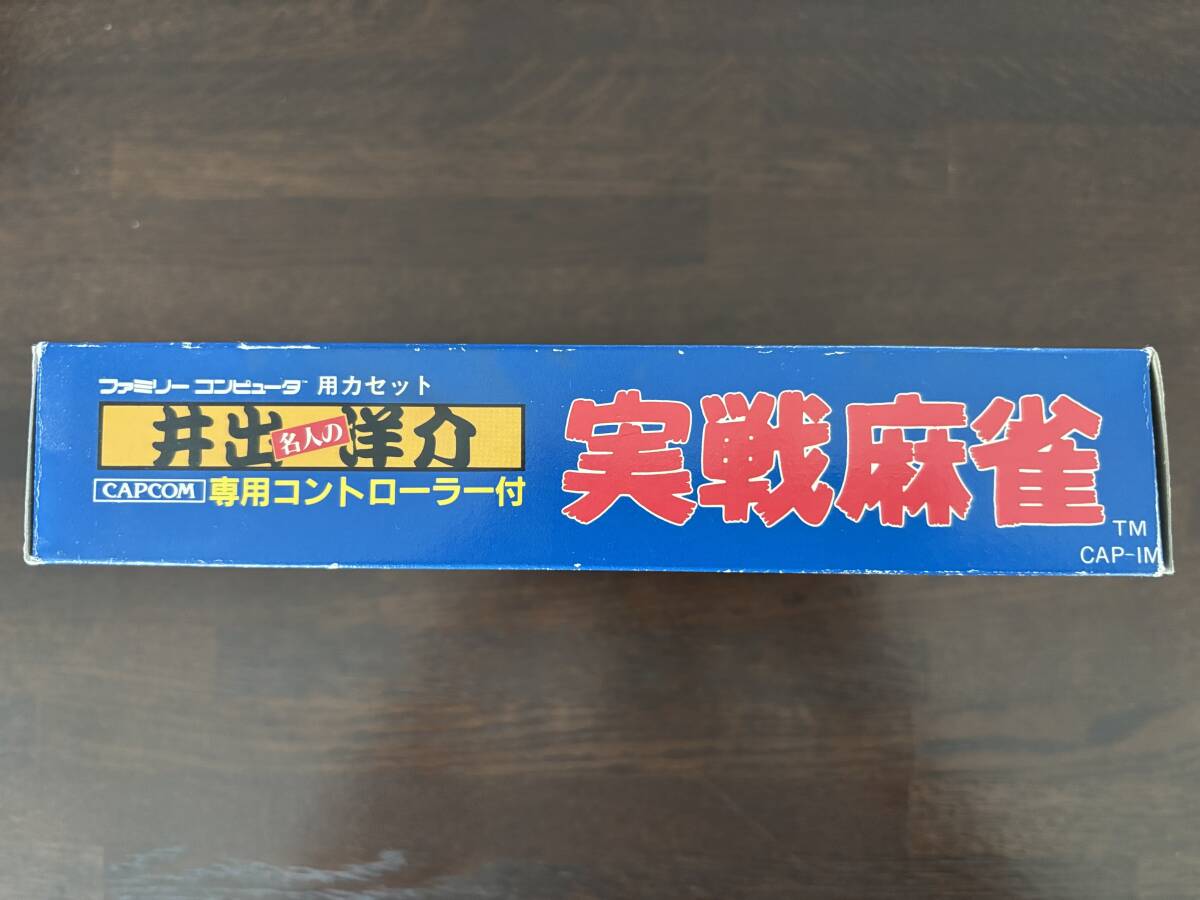 ファミリー コンピュータ™ 用カセット
井出 名人の 洋介
CAPCOM 専用コントローラー付
実戦麻雀
TM
CAP-IM